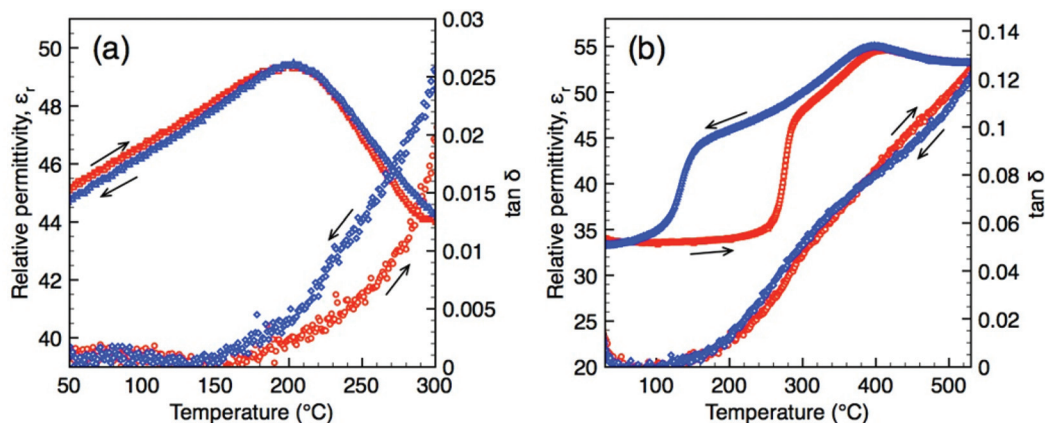 (a)
Relative permittivity, εr
50
48
46
44
42
40
0.03
0.025
0.02
0.015
0.01
0.005
0
tan δ
50 100 150 200 250 300
Temperature (°C)
(b)
Relative permittivity, εr
55
50
45
40
35
30
25
20
0.14
0.12
0.1
0.08
0.06
0.04
0.02
0
tan δ
100 200 300 400 500
Temperature (°C)